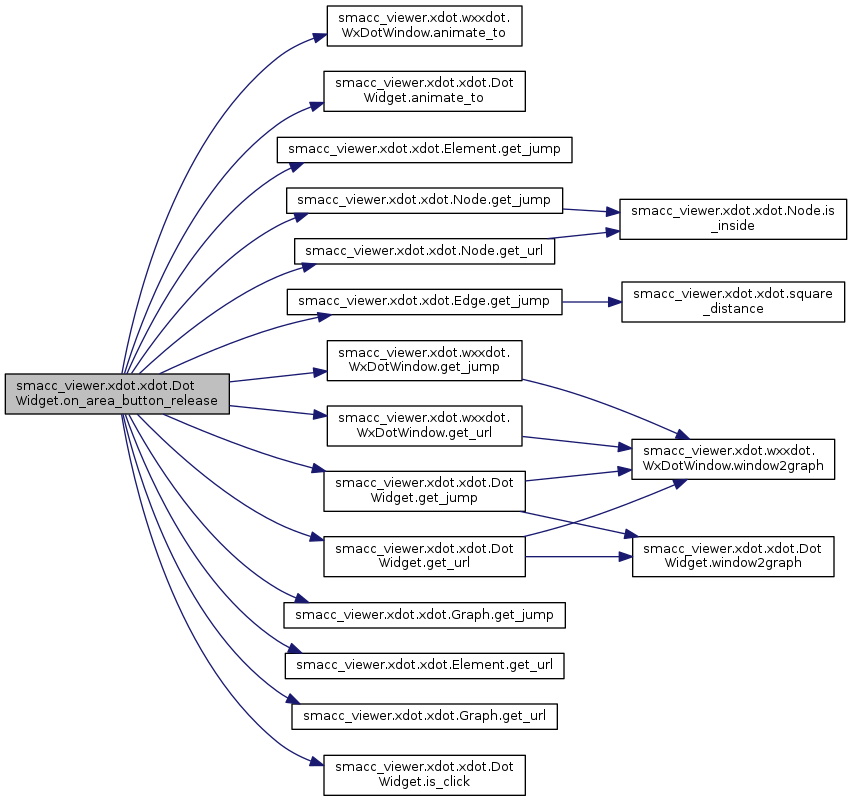 smacc_viewer.xdot.wxxdot.
WxDotWindow.animate_to
smacc_viewer.xdot.xdot.Dot
Widget.animate_to
smacc_viewer.xdot.xdot.Element.get_jump
smacc_viewer.xdot.xdot.Node.get_jump
smacc_viewer.xdot.xdot.Node.is
_inside
smacc_viewer.xdot.xdot.Node.get_url
smacc_viewer.xdot.xdot.Edge.get_jump
smacc_viewer.xdot.xdot.square
_distance
smacc_viewer.xdot.wxxdot.
WxDotWindow.get_jump
smacc_viewer.xdot.xdot.Dot
Widget.on_area_button_release
smacc_viewer.xdot.wxxdot.
WxDotWindow.get_url
smacc_viewer.xdot.wxxdot.
WxDotWindow.window2graph
smacc_viewer.xdot.xdot.Dot
Widget.get_jump
smacc_viewer.xdot.xdot.Dot
Widget.get_url
smacc_viewer.xdot.xdot.Dot
Widget.window2graph
smacc_viewer.xdot.xdot.Graph.get_jump
smacc_viewer.xdot.xdot.Element.get_url
smacc_viewer.xdot.xdot.Graph.get_url
smacc_viewer.xdot.xdot.Dot
Widget.is_click